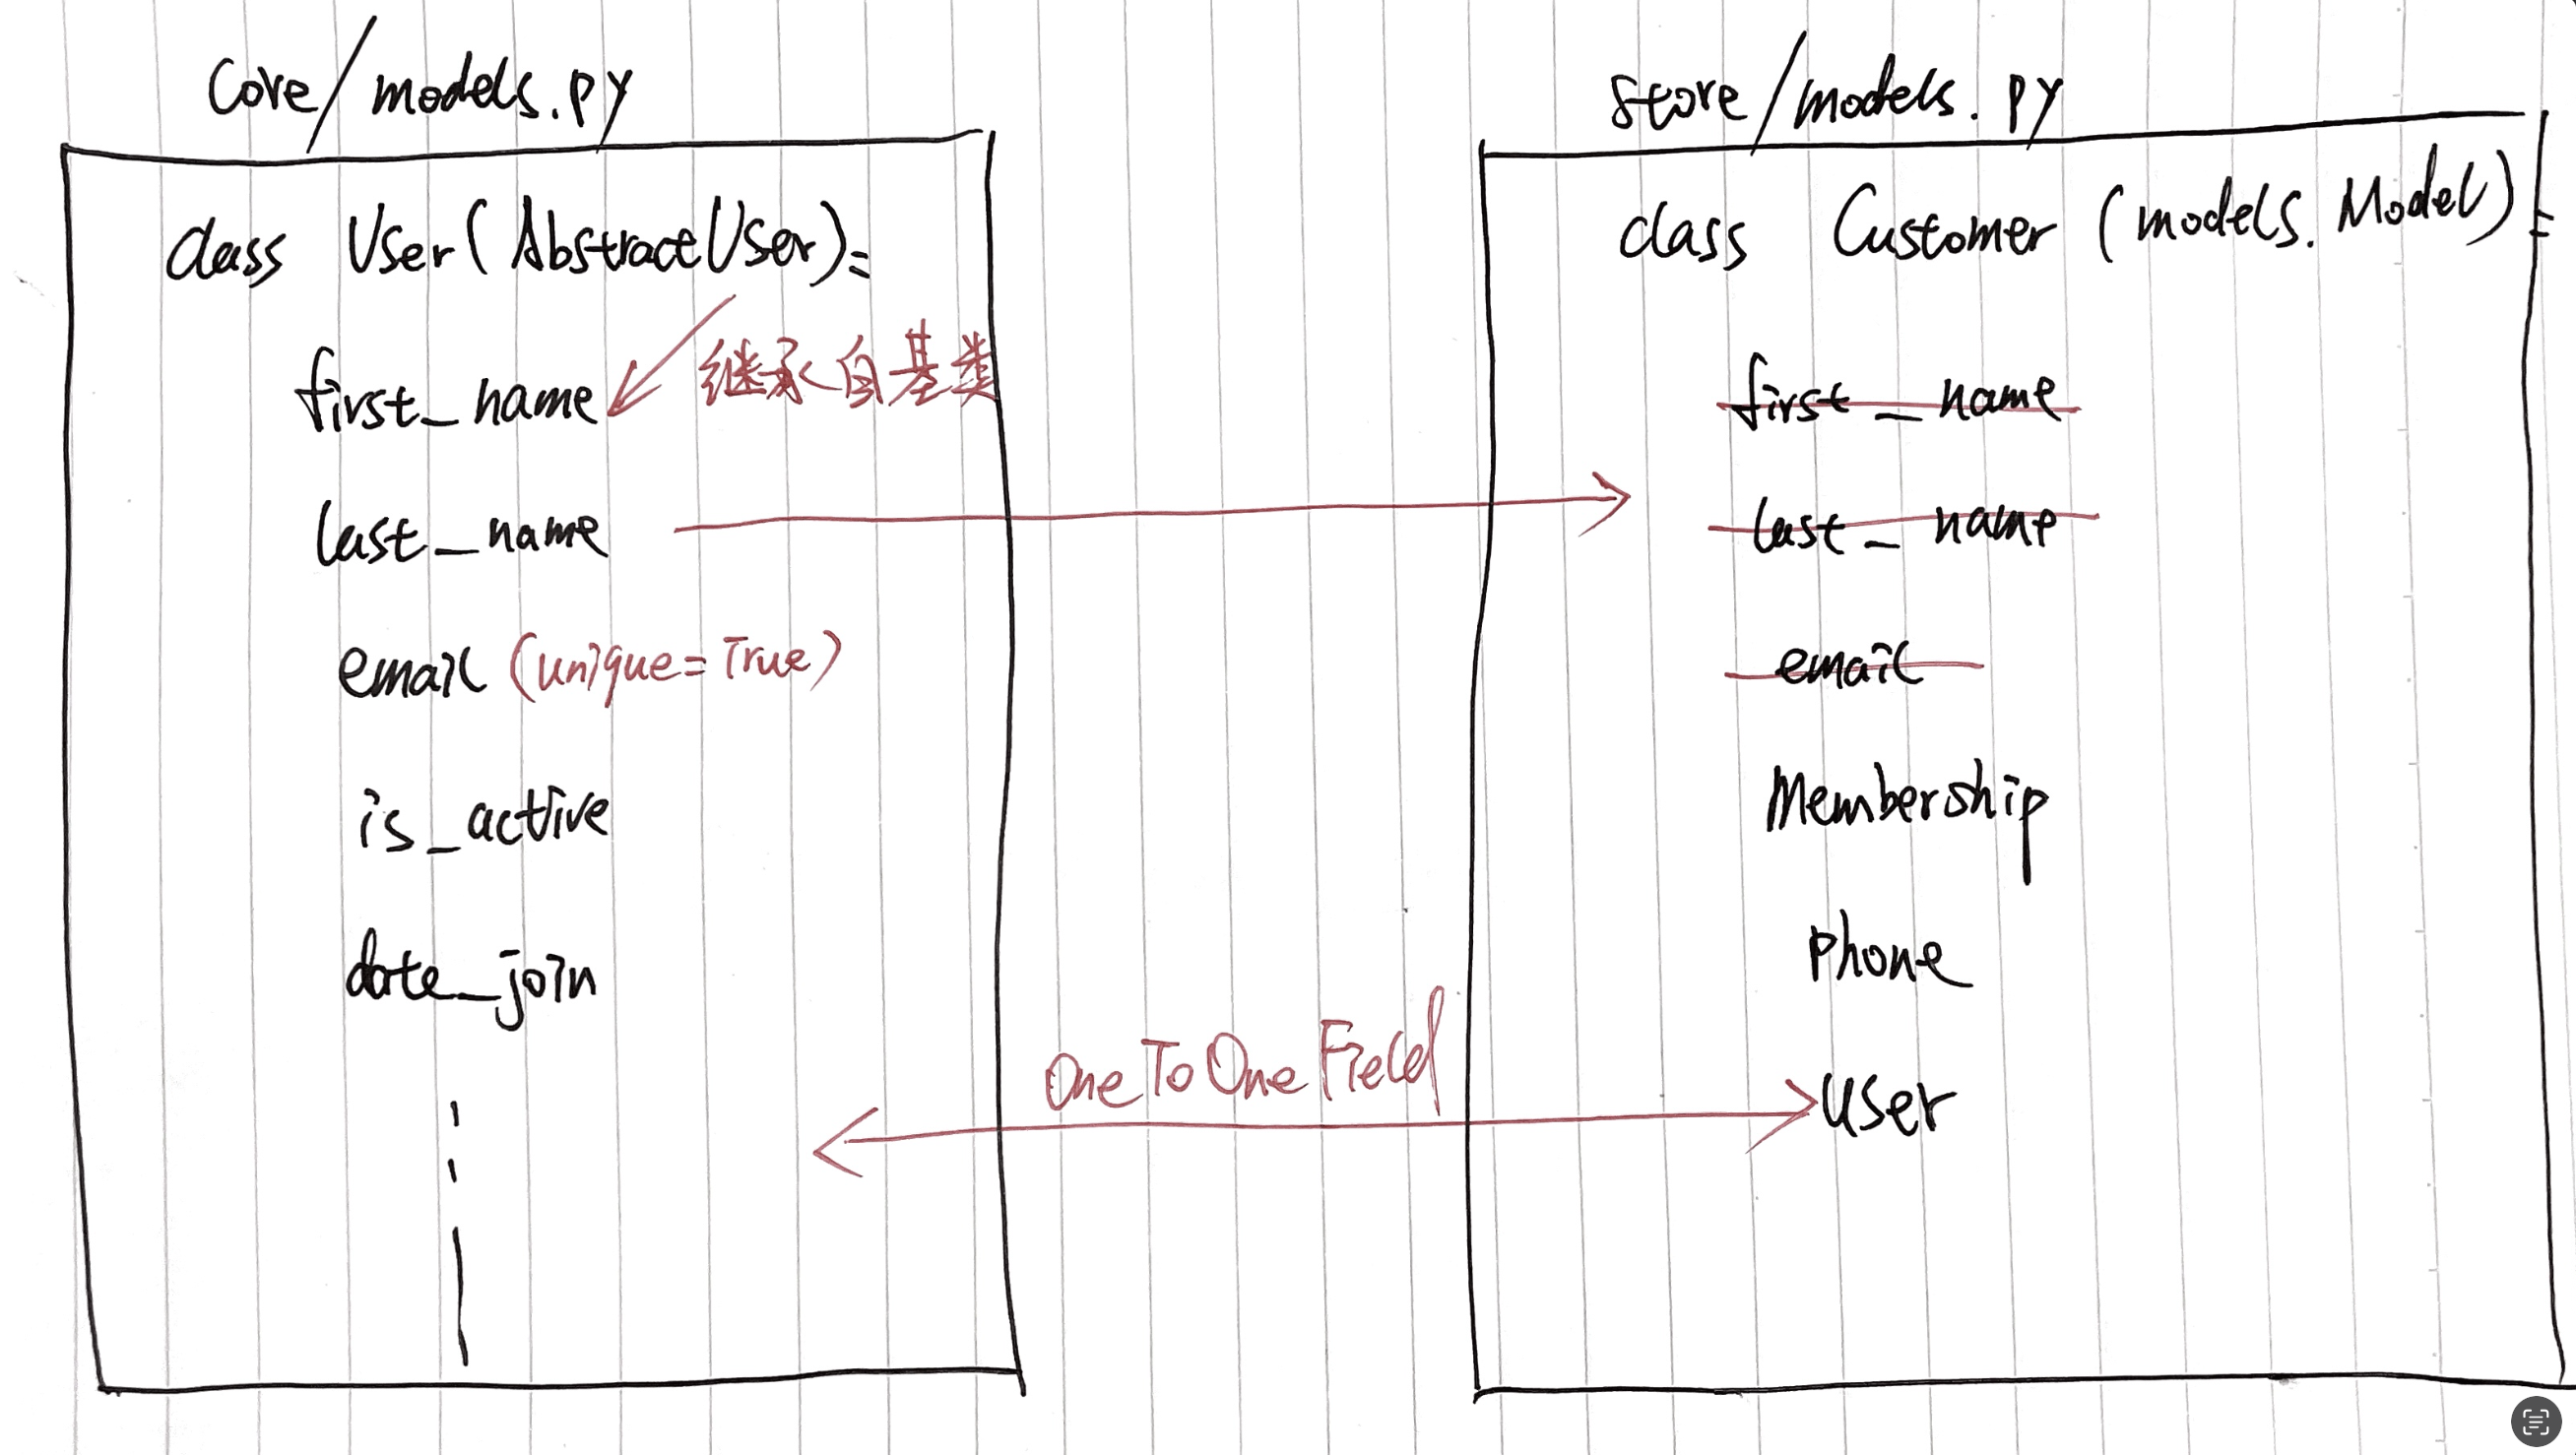 Core/models.py
class User(AbstractUser):
first_name
继承自基类
last_name
email (unique=True)
is_active
date_join
OneToOneField
store/models.py
class Customer (models.Model):
first_name
last_name
email
Membership
Phone
User